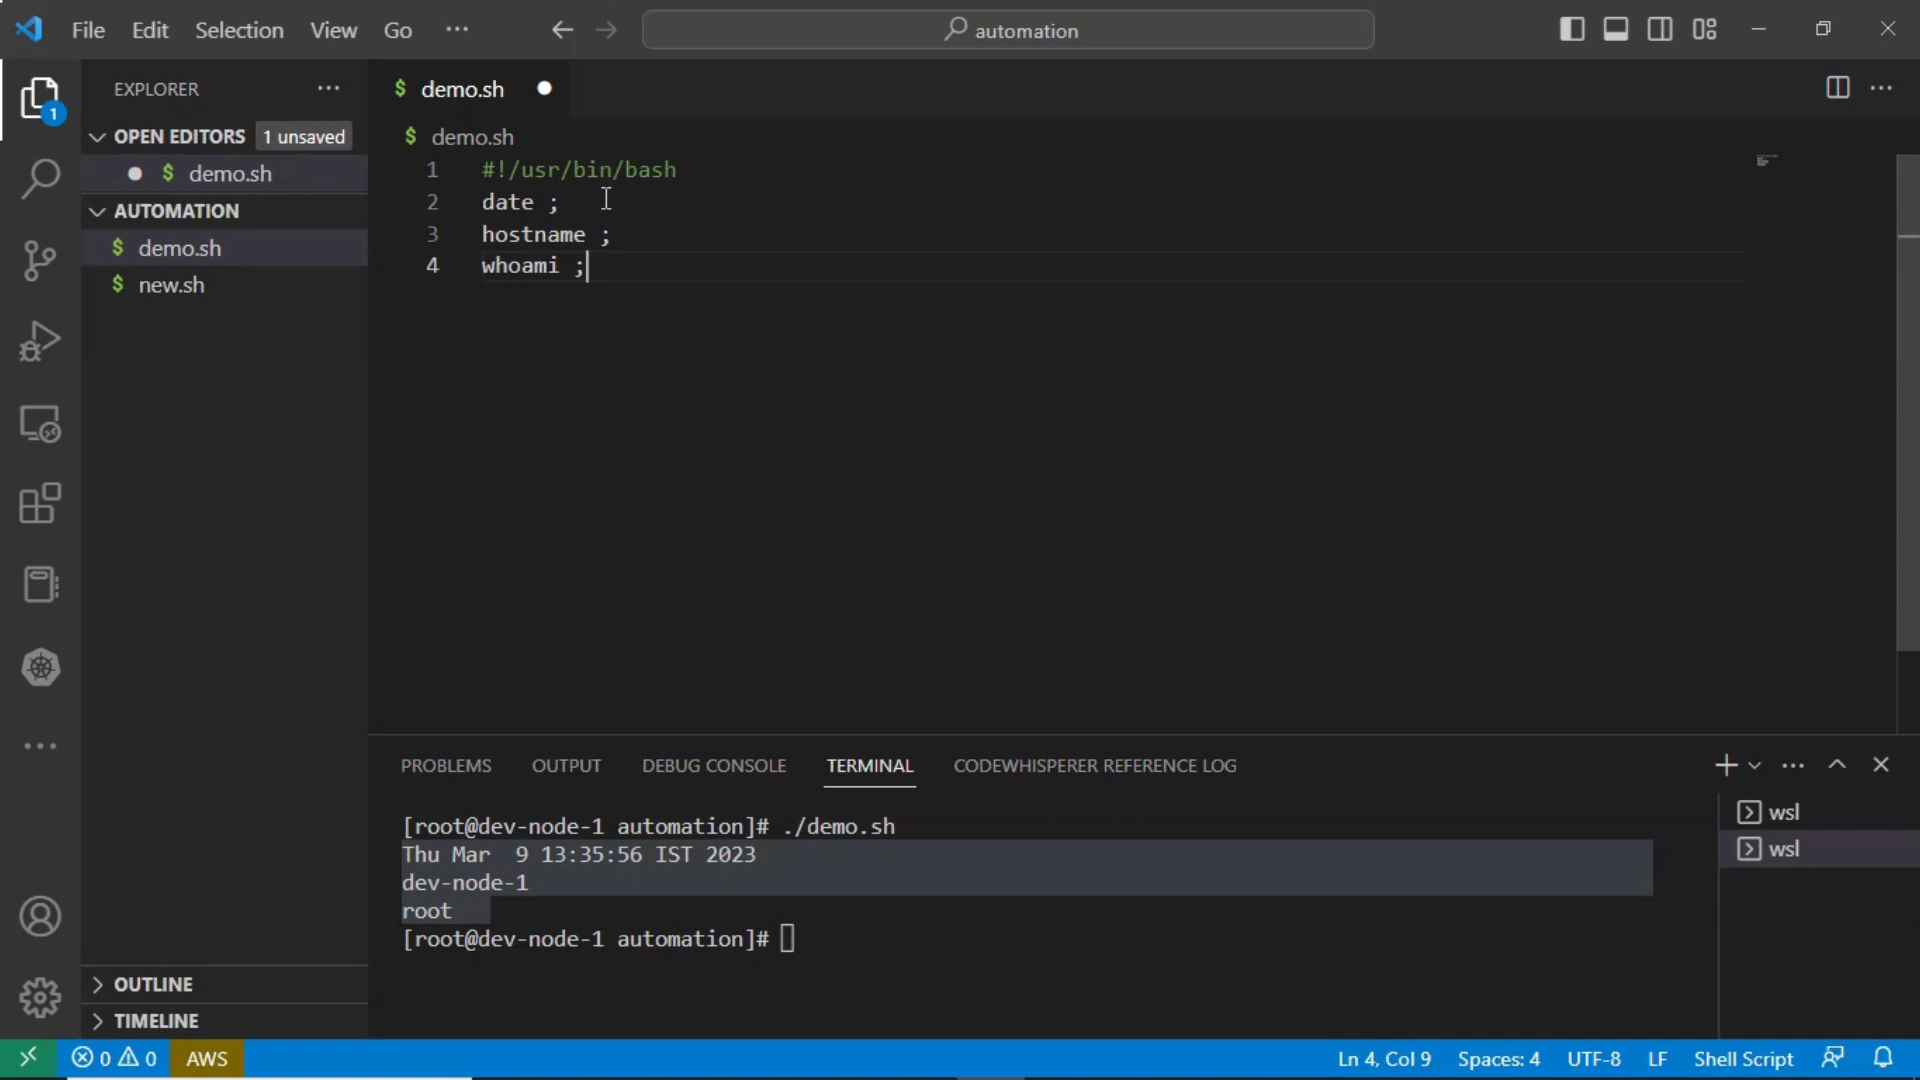 File Edit Selection View Go ···
automation
EXPLORER ···
1
OPEN EDITORS 1 unsaved
$ demo.sh
AUTOMATION
$ demo.sh
$ new.sh
OUTLINE
TIMELINE
$ demo.sh
$ demo.sh
1 #!/usr/bin/bash
2 date ;
3 hostname ;
4 whoami ;
PROBLEMS OUTPUT DEBUG CONSOLE TERMINAL CODEWHISPERER REFERENCE LOG
[root@dev-node-1 automation]# ./demo.sh
Thu Mar  9 13:35:56 IST 2023
dev-node-1
root
[root@dev-node-1 automation]#
wsl
wsl
0 0 AWS Ln 4, Col 9 Spaces: 4 UTF-8 LF Shell Script